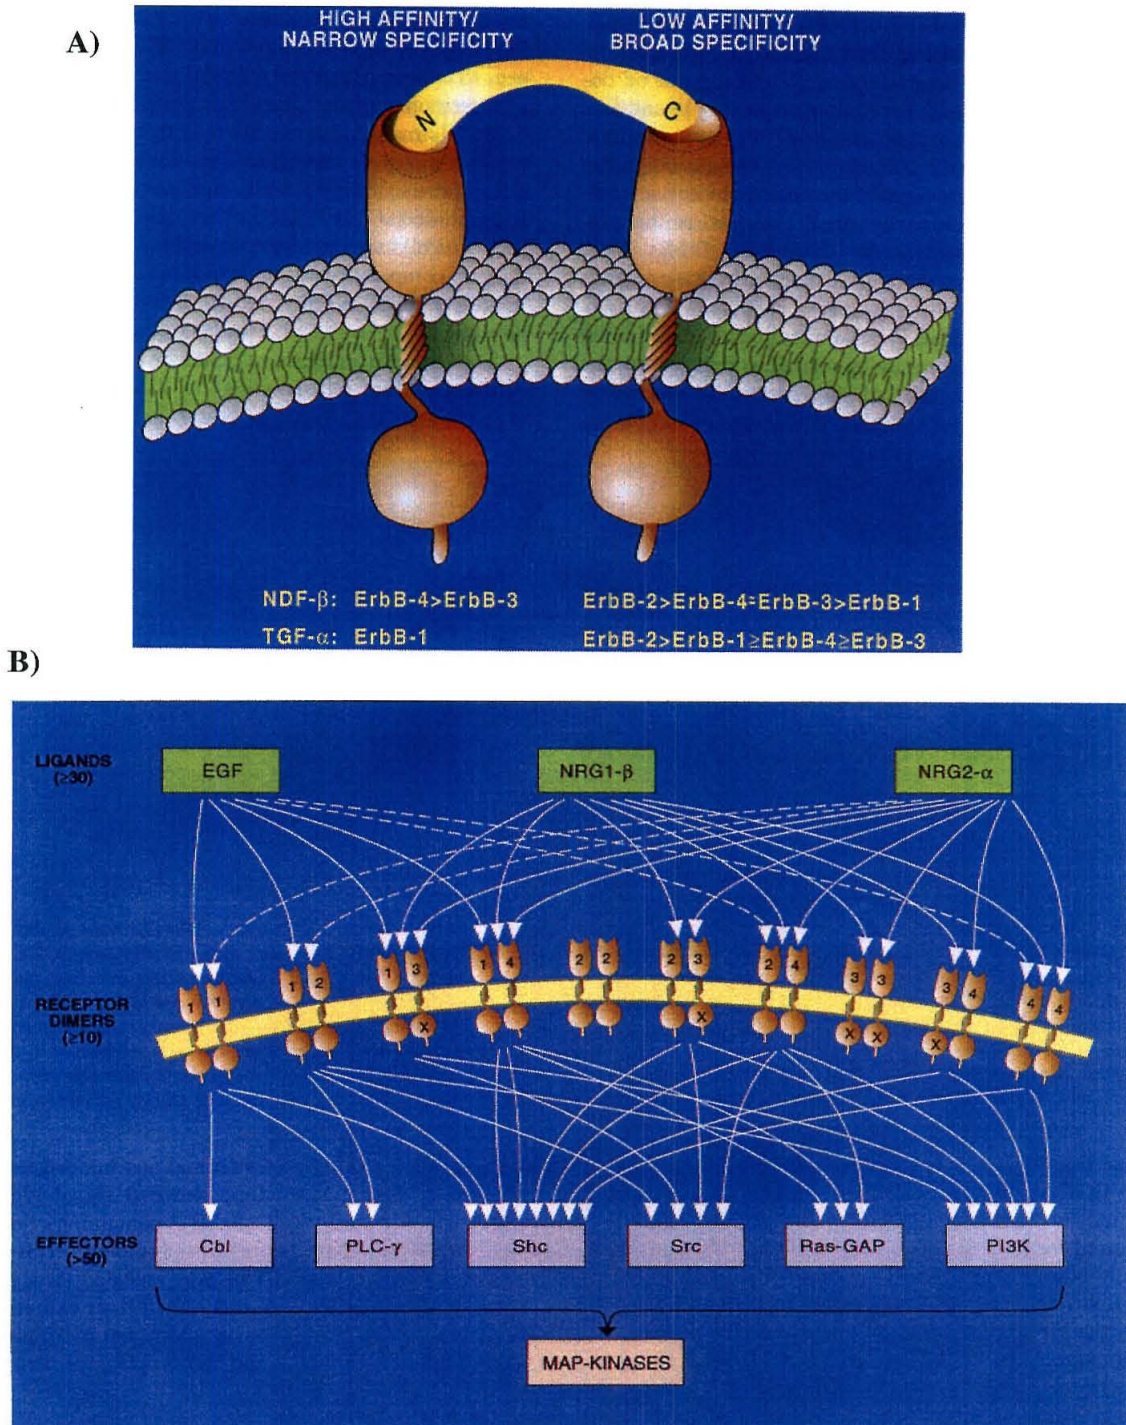 A)
HIGH AFFINITY/ LOW AFFINITY/
NARROW SPECIFICITY BROAD SPECIFICITY
N C
NDF-β: ErbB-4>ErbB-3 ErbB-2>ErbB-4=ErbB-3>ErbB-1
TGF-α: ErbB-1 ErbB-2>ErbB-1≥ErbB-4≥ErbB-3
B)
LIGANDS
(≥30)
EGF NRG1-β NRG2-α
RECEPTOR
DIMERS
(≥10)
1 1 1 2 1 3 1 4 2 2 2 3 2 4 3 3 3 4 4 4
X X X X X
EFFECTORS
(>50)
Cbl PLC-γ Shc Src Ras-GAP PI3K
MAP-KINASES